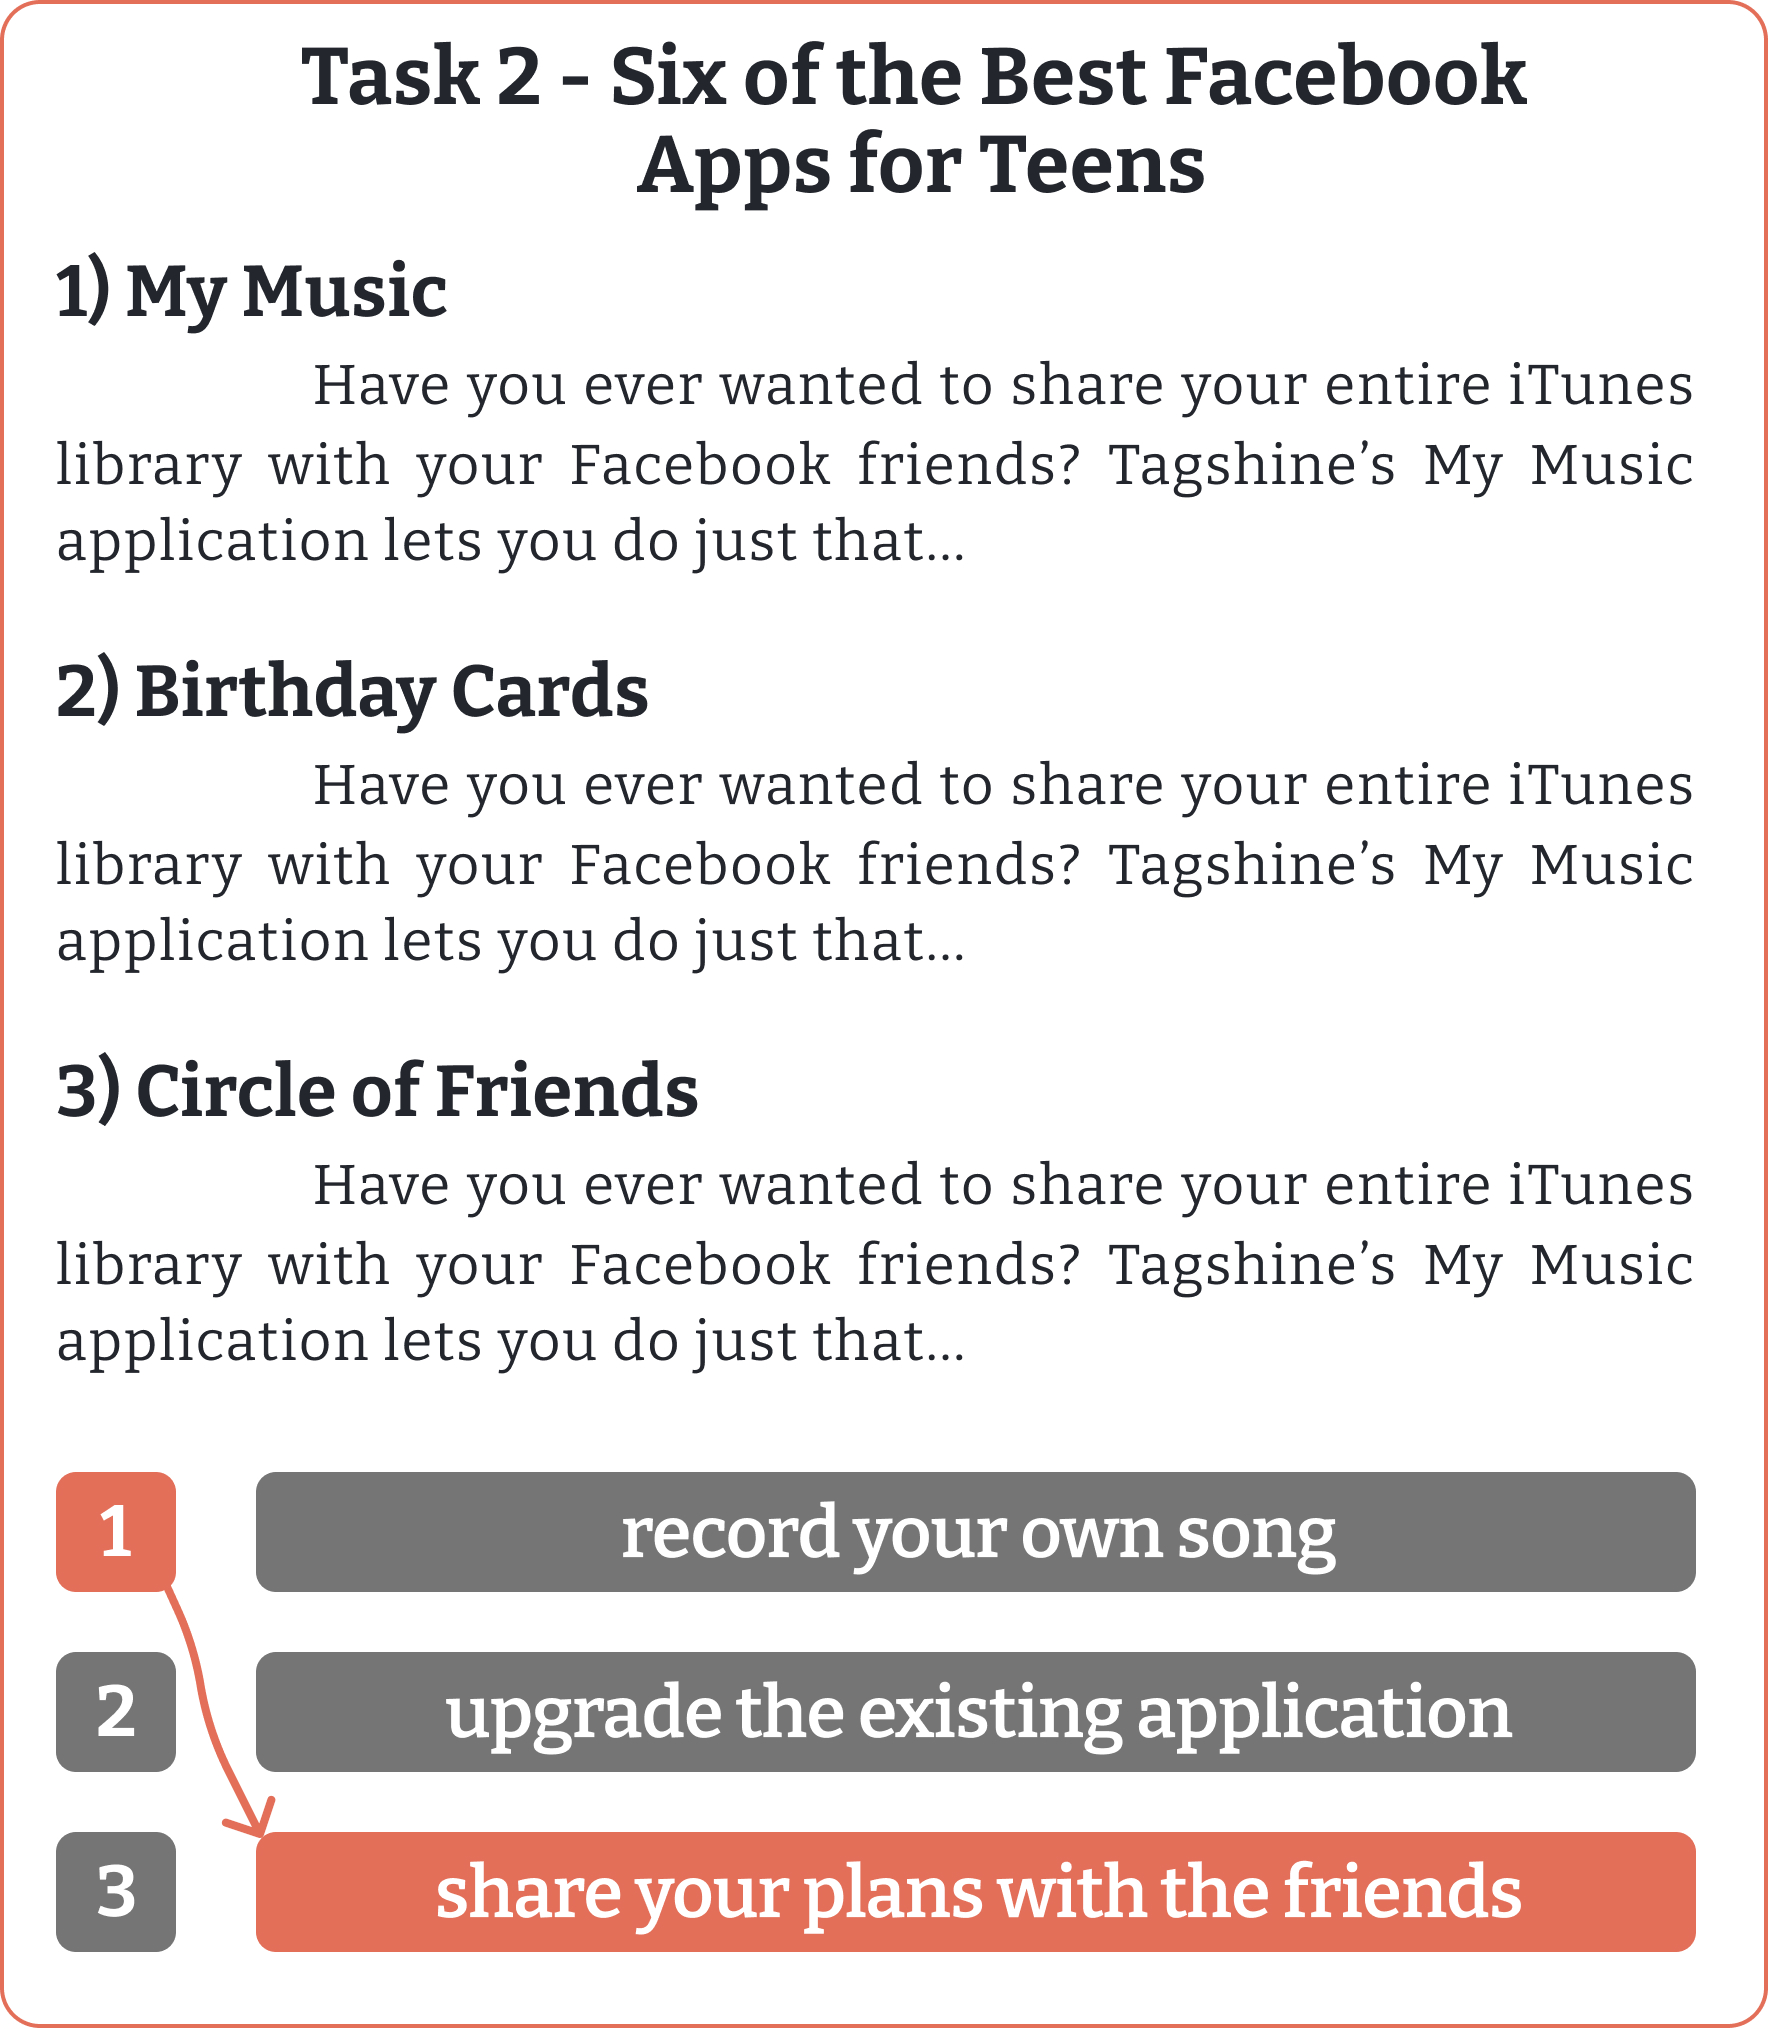 Task 2 - Six of the Best Facebook
Apps for Teens
1) My Music
Have you ever wanted to share your entire iTunes
library with your Facebook friends? Tagshine’s My Music
application lets you do just that...
2) Birthday Cards
Have you ever wanted to share your entire iTunes
library with your Facebook friends? Tagshine’s My Music
application lets you do just that...
3) Circle of Friends
Have you ever wanted to share your entire iTunes
library with your Facebook friends? Tagshine’s My Music
application lets you do just that...
1 record your own song
2 upgrade the existing application
3 share your plans with the friends